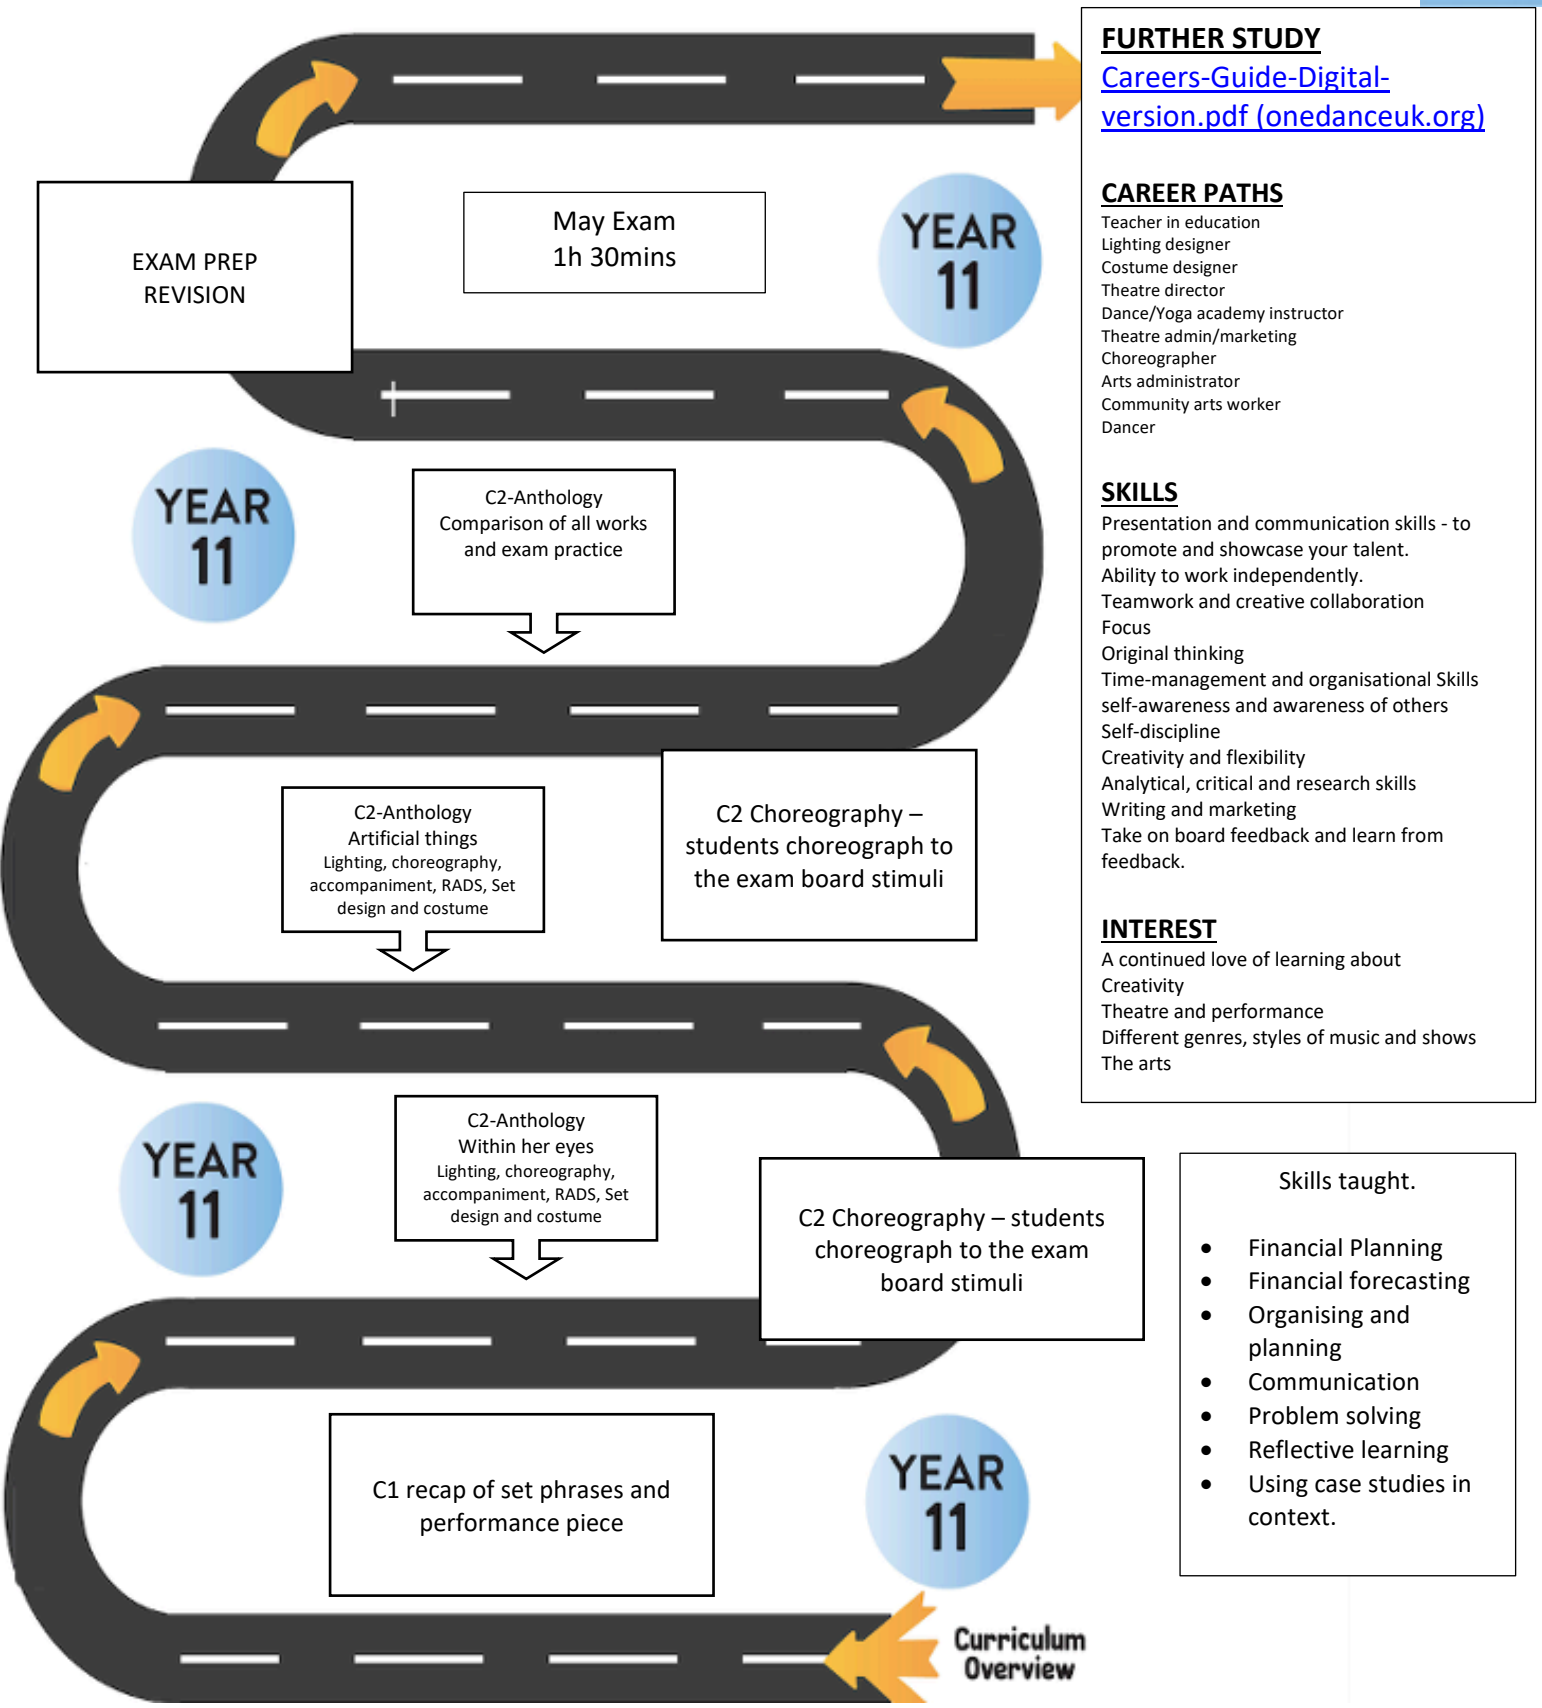 FURTHER STUDY
Careers-Guide-Digital-
version.pdf (onedanceuk.org)
CAREER PATHS
Teacher in education
Lighting designer
Costume designer
Theatre director
Dance/Yoga academy instructor
Theatre admin/marketing
Choreographer
Arts administrator
Community arts worker
Dancer
SKILLS
Presentation and communication skills - to
promote and showcase your talent.
Ability to work independently.
Teamwork and creative collaboration
Focus
Original thinking
Time-management and organisational Skills
self-awareness and awareness of others
Self-discipline
Creativity and flexibility
Analytical, critical and research skills
Writing and marketing
Take on board feedback and learn from
feedback.
INTEREST
A continued love of learning about
Creativity
Theatre and performance
Different genres, styles of music and shows
The arts
EXAM PREP
REVISION
May Exam
1h 30mins
YEAR
11
YEAR
11
C2-Anthology
Comparison of all works
and exam practice
C2-Anthology
Artificial things
Lighting, choreography,
accompaniment, RADS, Set
design and costume
C2 Choreography –
students choreograph to
the exam board stimuli
YEAR
11
C2-Anthology
Within her eyes
Lighting, choreography,
accompaniment, RADS, Set
design and costume
C2 Choreography – students
choreograph to the exam
board stimuli
Skills taught.
• Financial Planning
• Financial forecasting
• Organising and
planning
• Communication
• Problem solving
• Reflective learning
• Using case studies in
context.
C1 recap of set phrases and
performance piece
YEAR
11
Curriculum
Overview